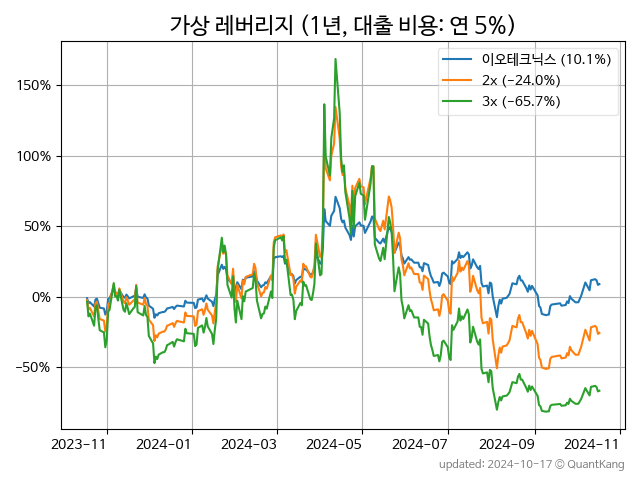 가상 레버리지 (1년, 대출 비용: 연 5%)
이오테크닉스 (10.1%)
2x (−24.0%)
3x (−65.7%)
150%
100%
50%
0%
−50%
2023-11 2024-01 2024-03 2024-05 2024-07 2024-09 2024-11
updated: 2024-10-17 © QuantKang